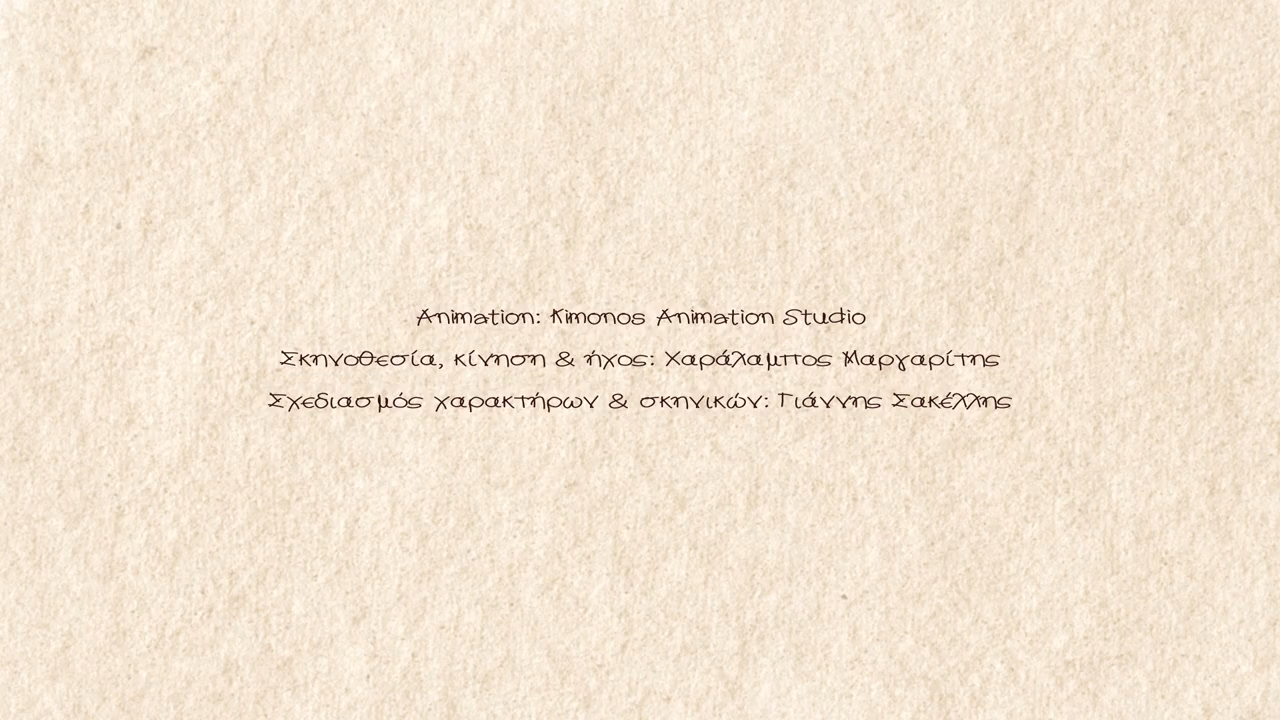 Animation: Kimonos Animation Studio
Σκηνοθεσία, κίνηση & ήχος: Χαράλαμπος Μαργαρίτης
Σχεδιασμός χαρακτήρων & σκηνικών: Γιάννης Σακέλλης